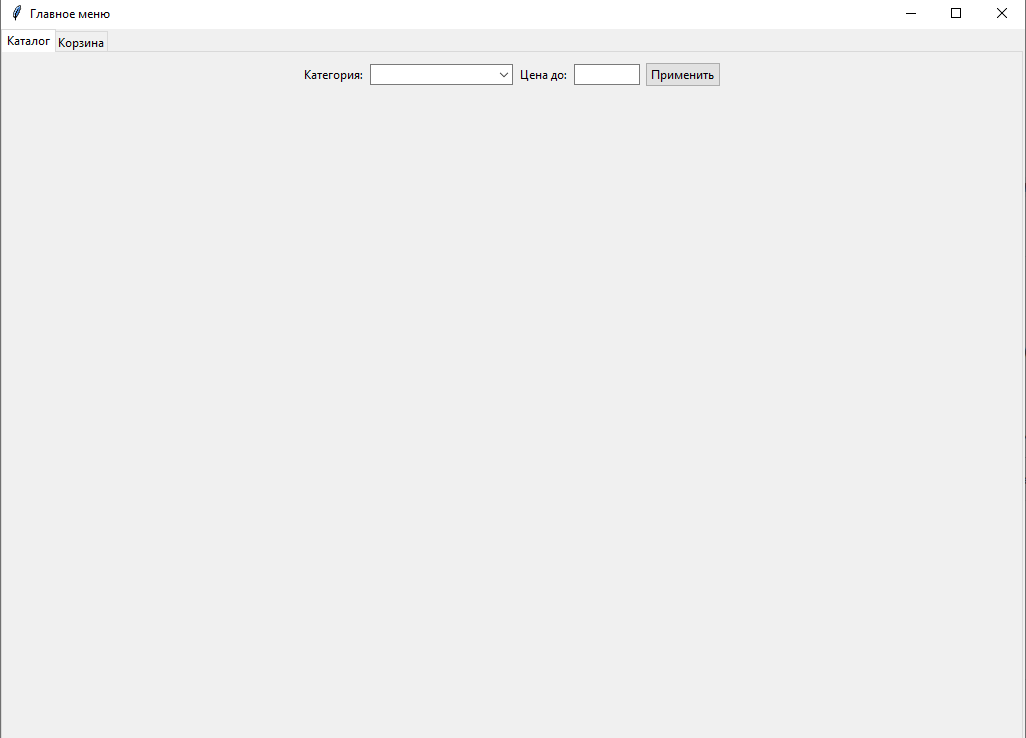 Главное меню
Каталог Корзина
Категория: Цена до: Применить